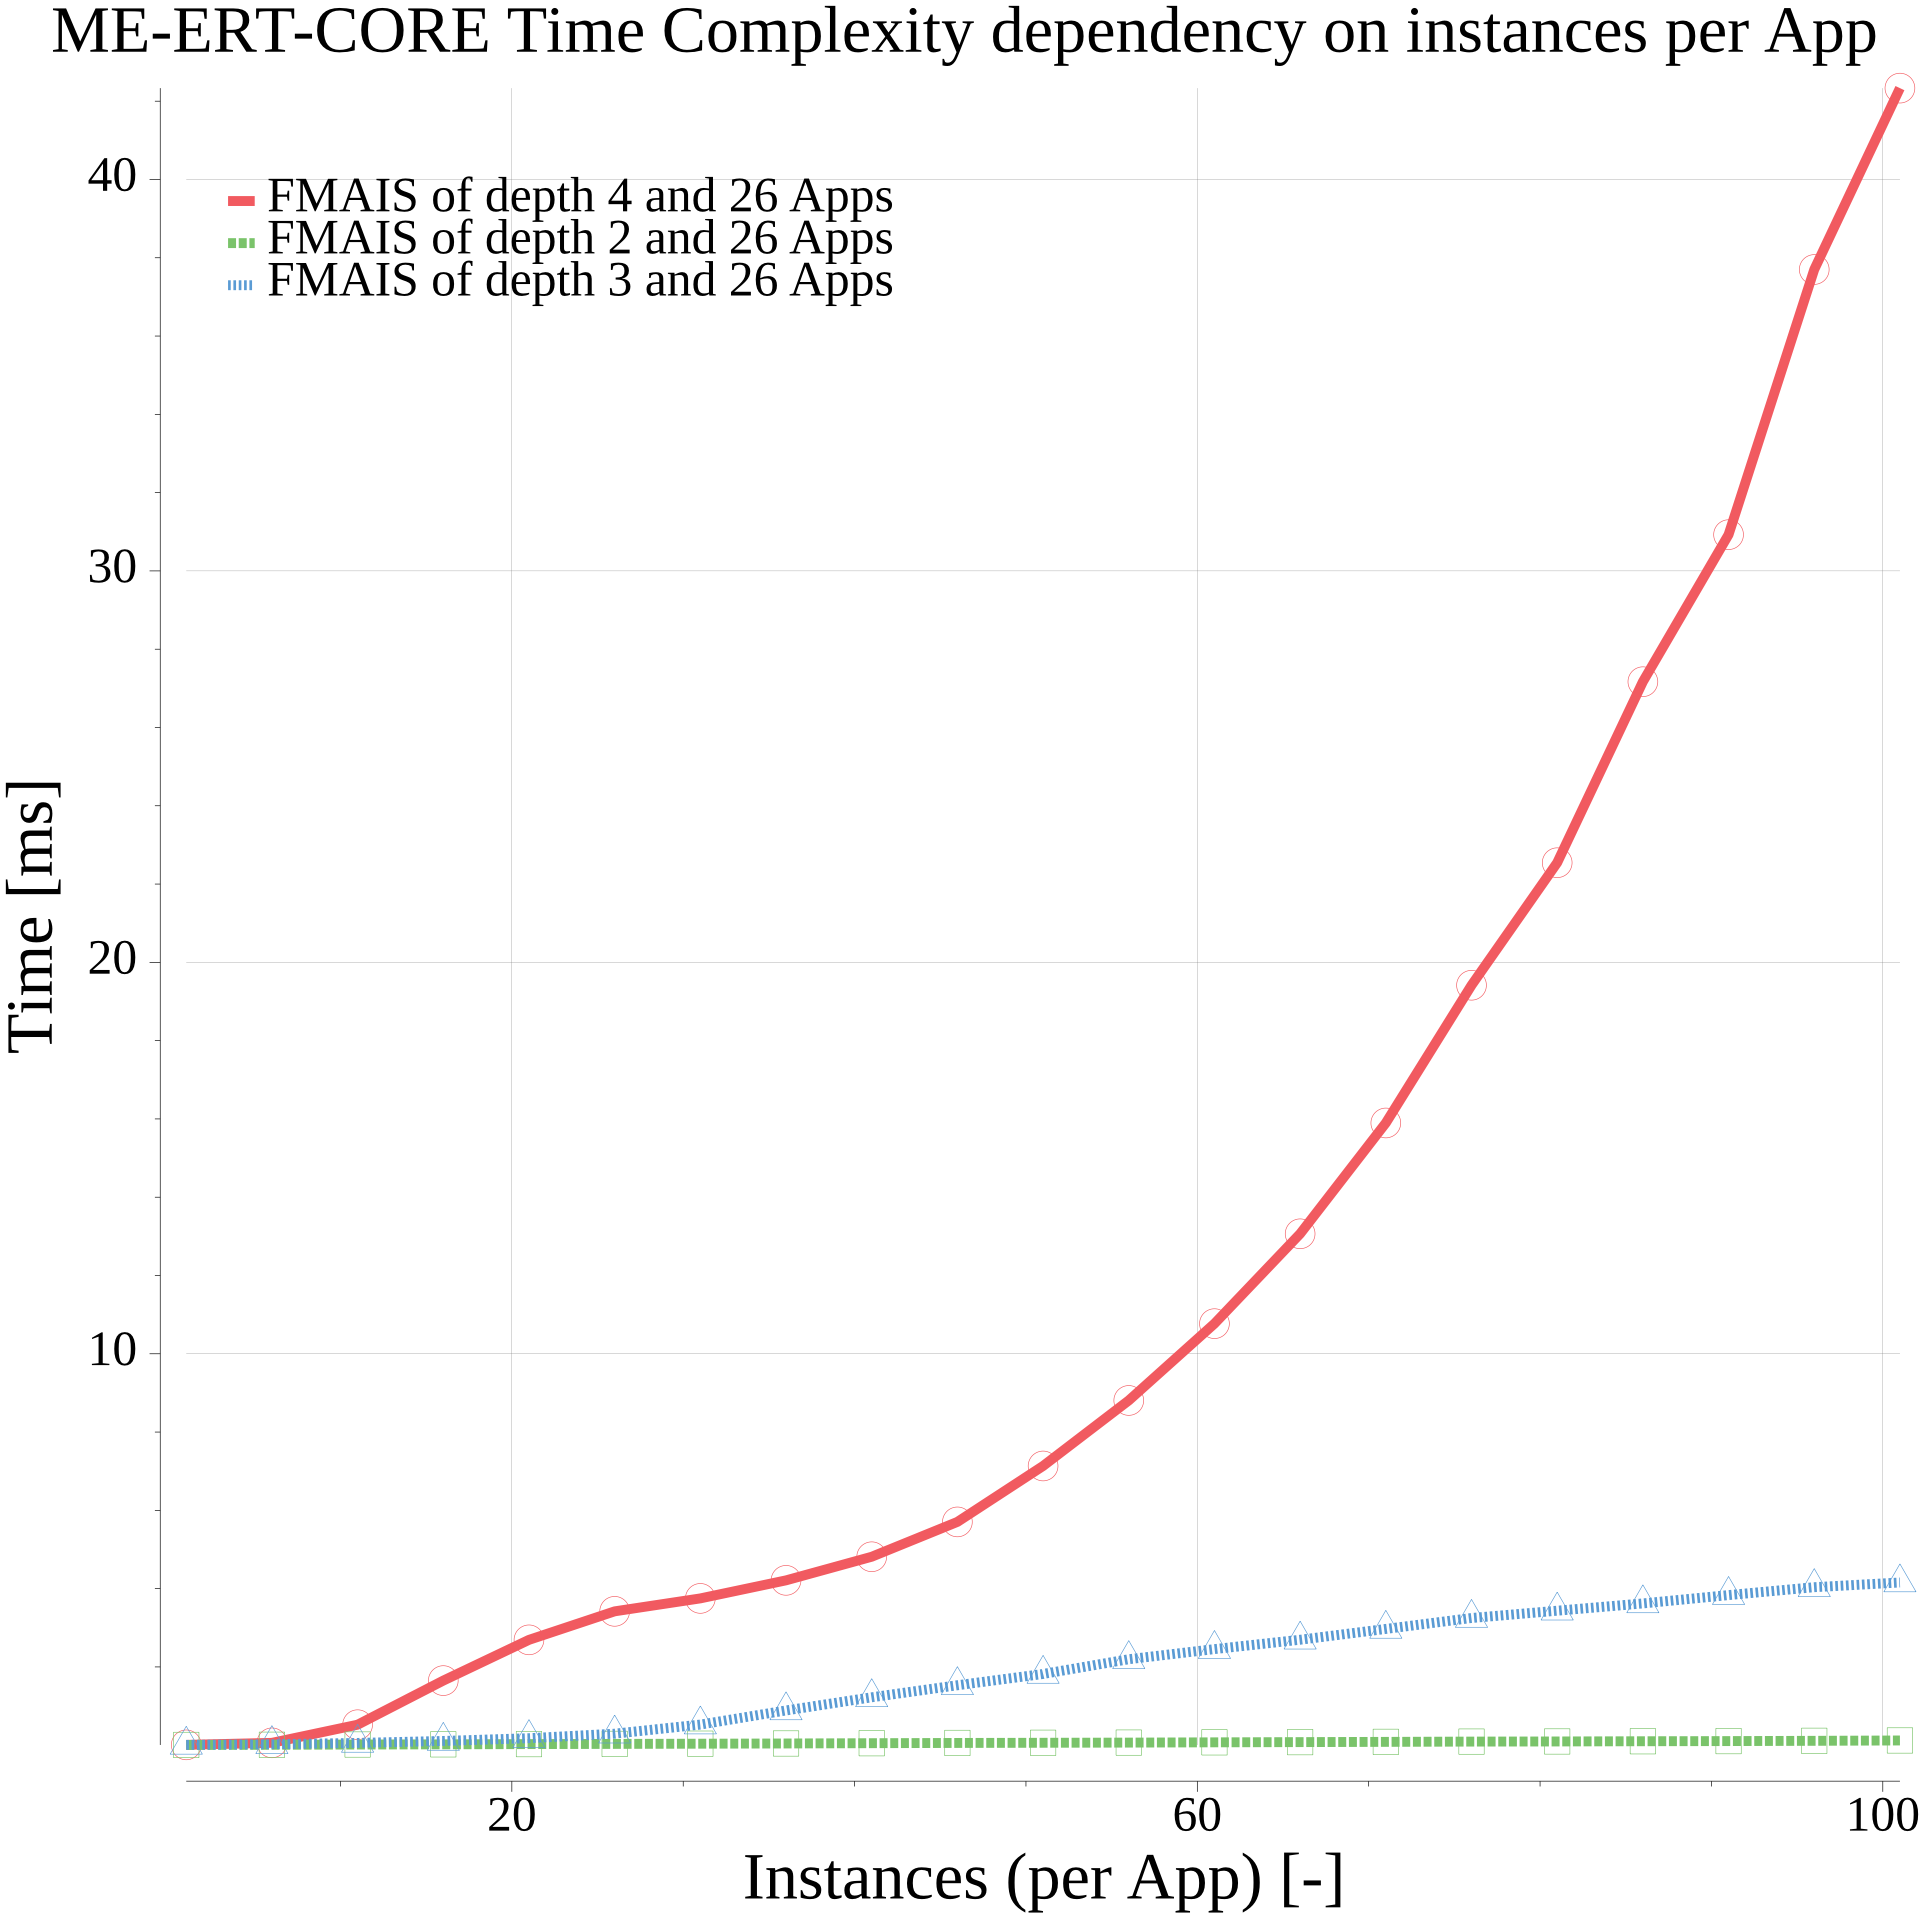 ME-ERT-CORE Time Complexity dependency on instances per App
40
FMAIS of depth 4 and 26 Apps
FMAIS of depth 2 and 26 Apps
FMAIS of depth 3 and 26 Apps
30
20
10
Time [ms]
20
60
100
Instances (per App) [-]